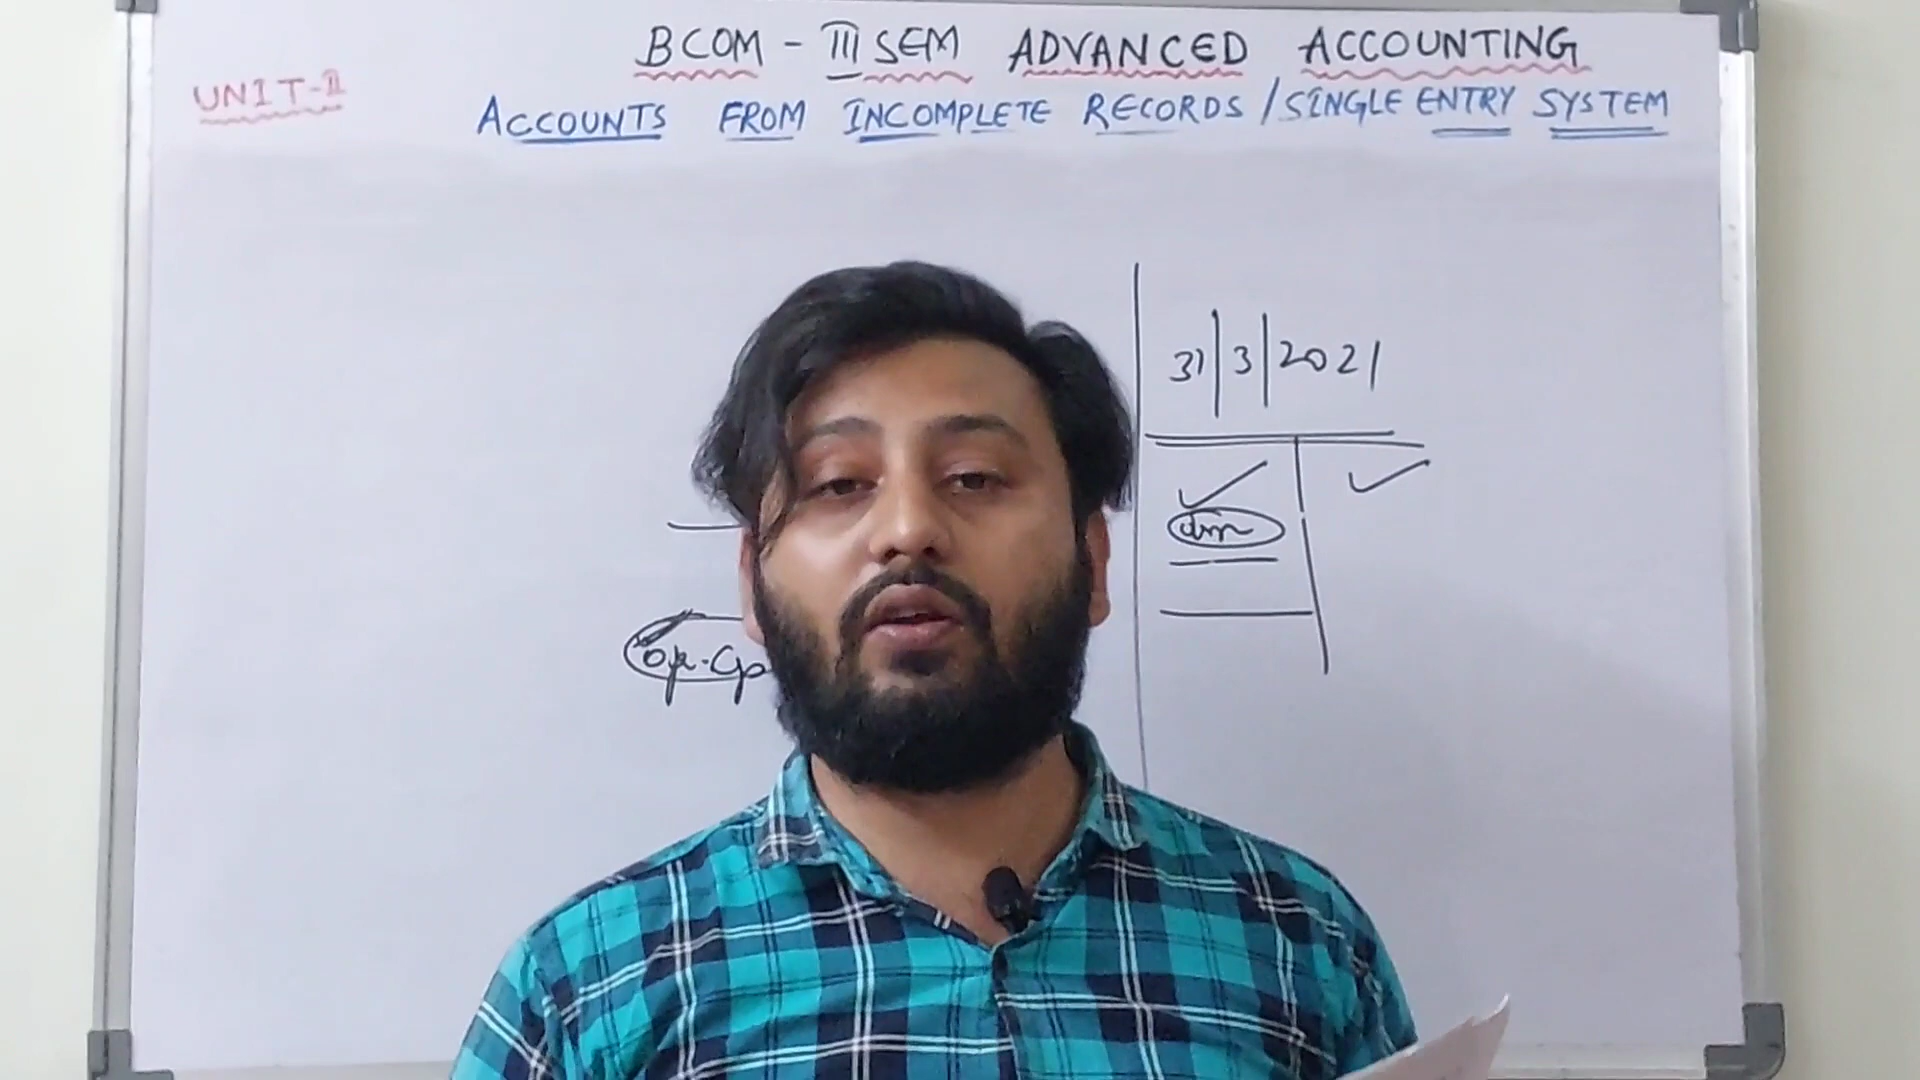 BCOM - III SEM ADVANCED ACCOUNTING
UNIT-II
ACCOUNTS FROM INCOMPLETE RECORDS / SINGLE ENTRY SYSTEM
31|3|2021